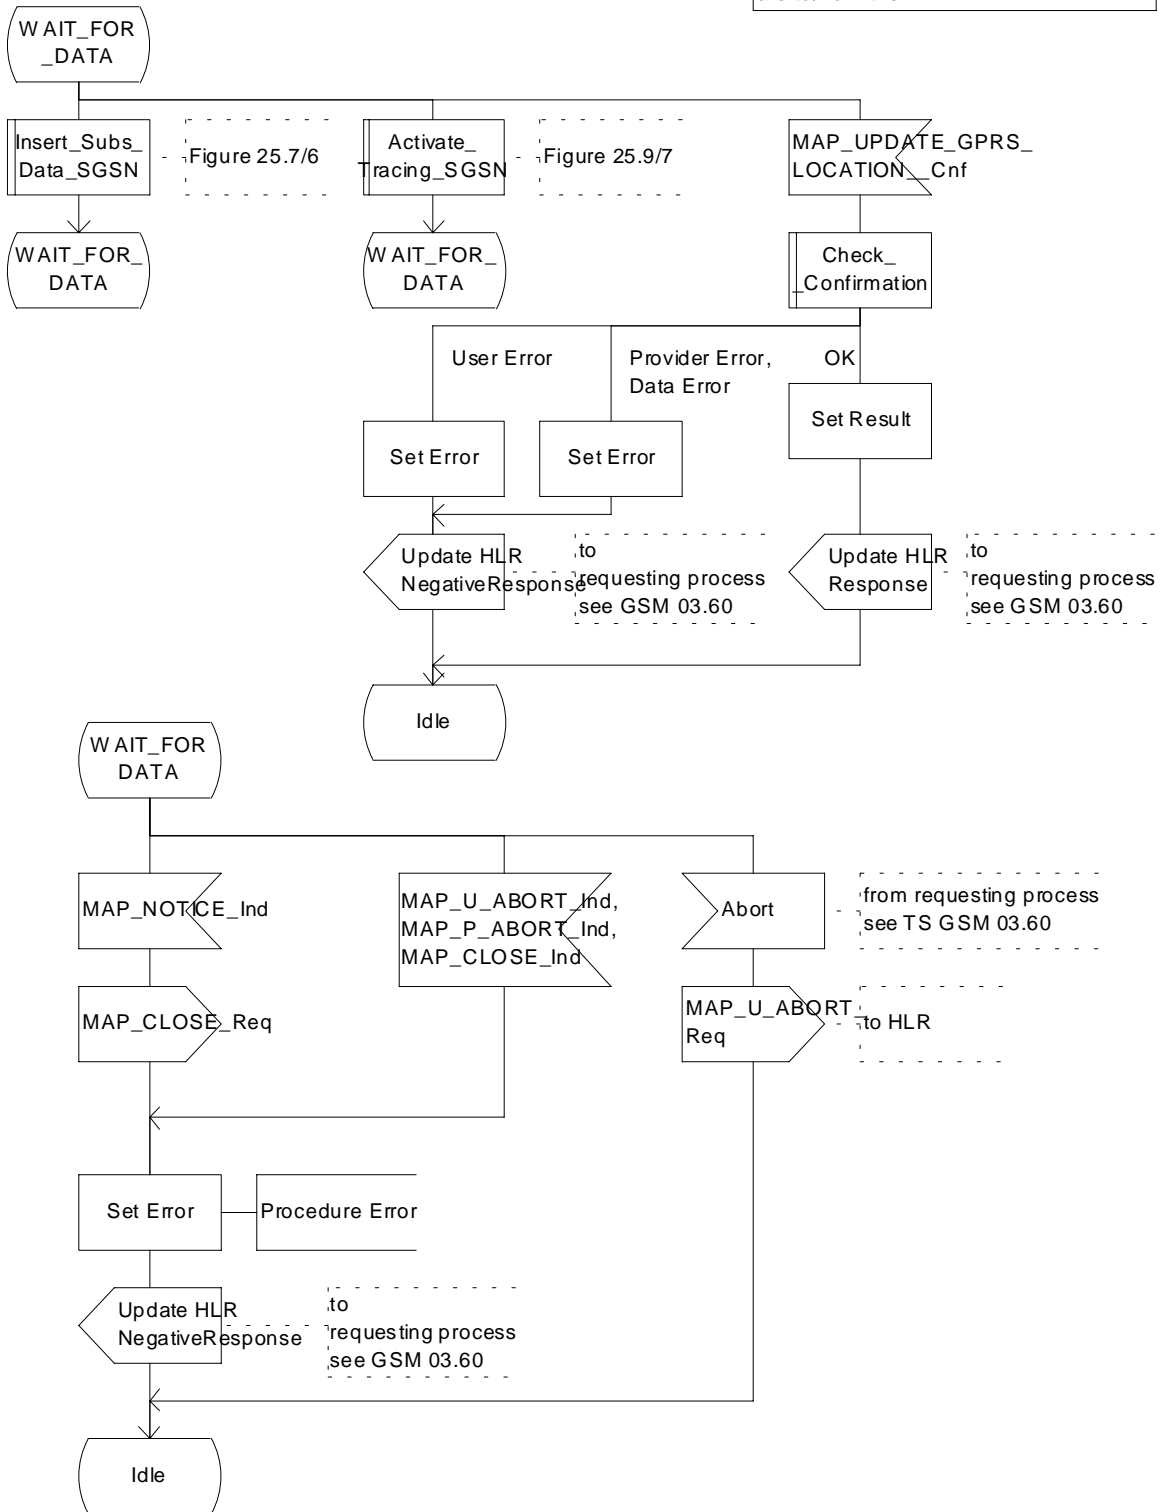 WAIT_FOR
_DATA
Insert_Subs_
Data_SGSN
Figure 25.7/6
Activate_
Tracing_SGSN
Figure 25.9/7
MAP_UPDATE_GPRS_
LOCATION__Cnf
WAIT_FOR_
DATA
WAIT_FOR_
DATA
Check_
_Confirmation
User Error
Provider Error,
Data Error
OK
Set Error
Set Error
Set Result
Update HLR
NegativeResponse
to
requesting process
see GSM 03.60
Update HLR
Response
to
requesting process
see GSM 03.60
Idle
WAIT_FOR
DATA
MAP_NOTICE_Ind
MAP_U_ABORT_Ind,
MAP_P_ABORT_Ind,
MAP_CLOSE_Ind
Abort
from requesting process
see TS GSM 03.60
MAP_CLOSE_Req
MAP_U_ABORT_
Req
to HLR
Set Error
Procedure Error
Update HLR
NegativeResponse
to
requesting process
see GSM 03.60
Idle